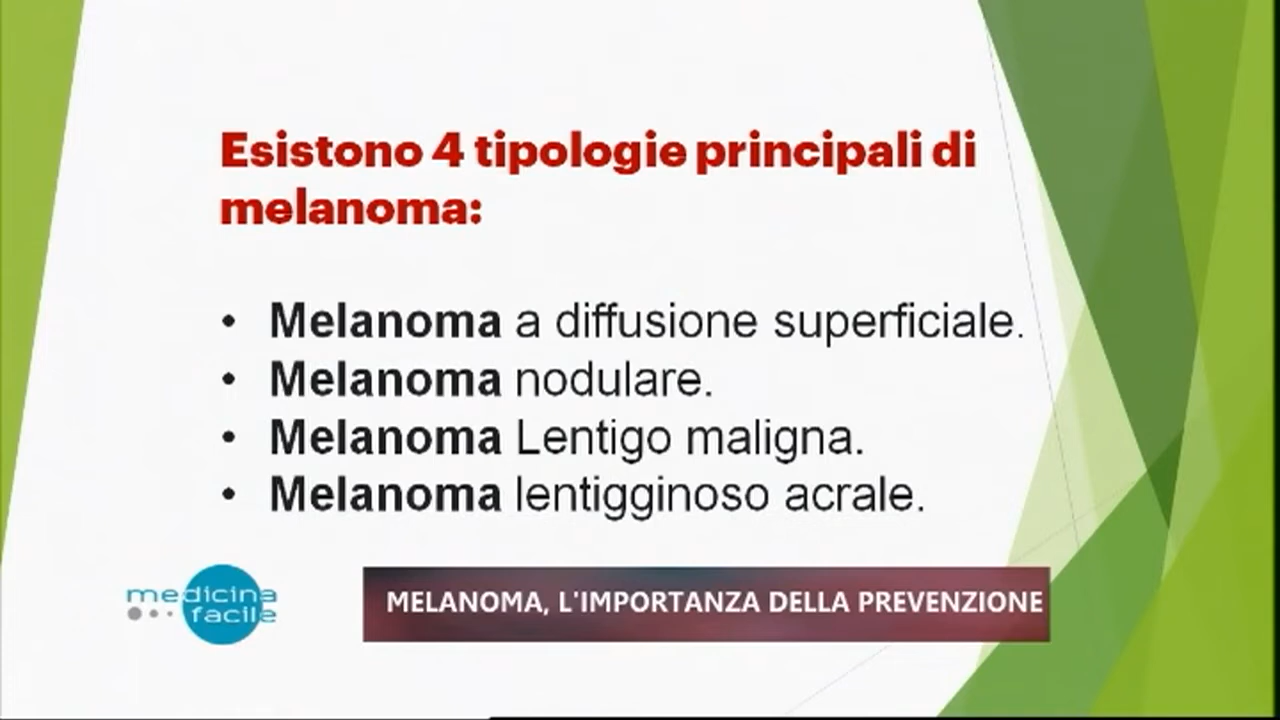 Esistono 4 tipologie principali di
melanoma:
• Melanoma a diffusione superficiale.
• Melanoma nodulare.
• Melanoma Lentigo maligna.
• Melanoma lentigginoso acrale.
medicina
facile
MELANOMA, L'IMPORTANZA DELLA PREVENZIONE